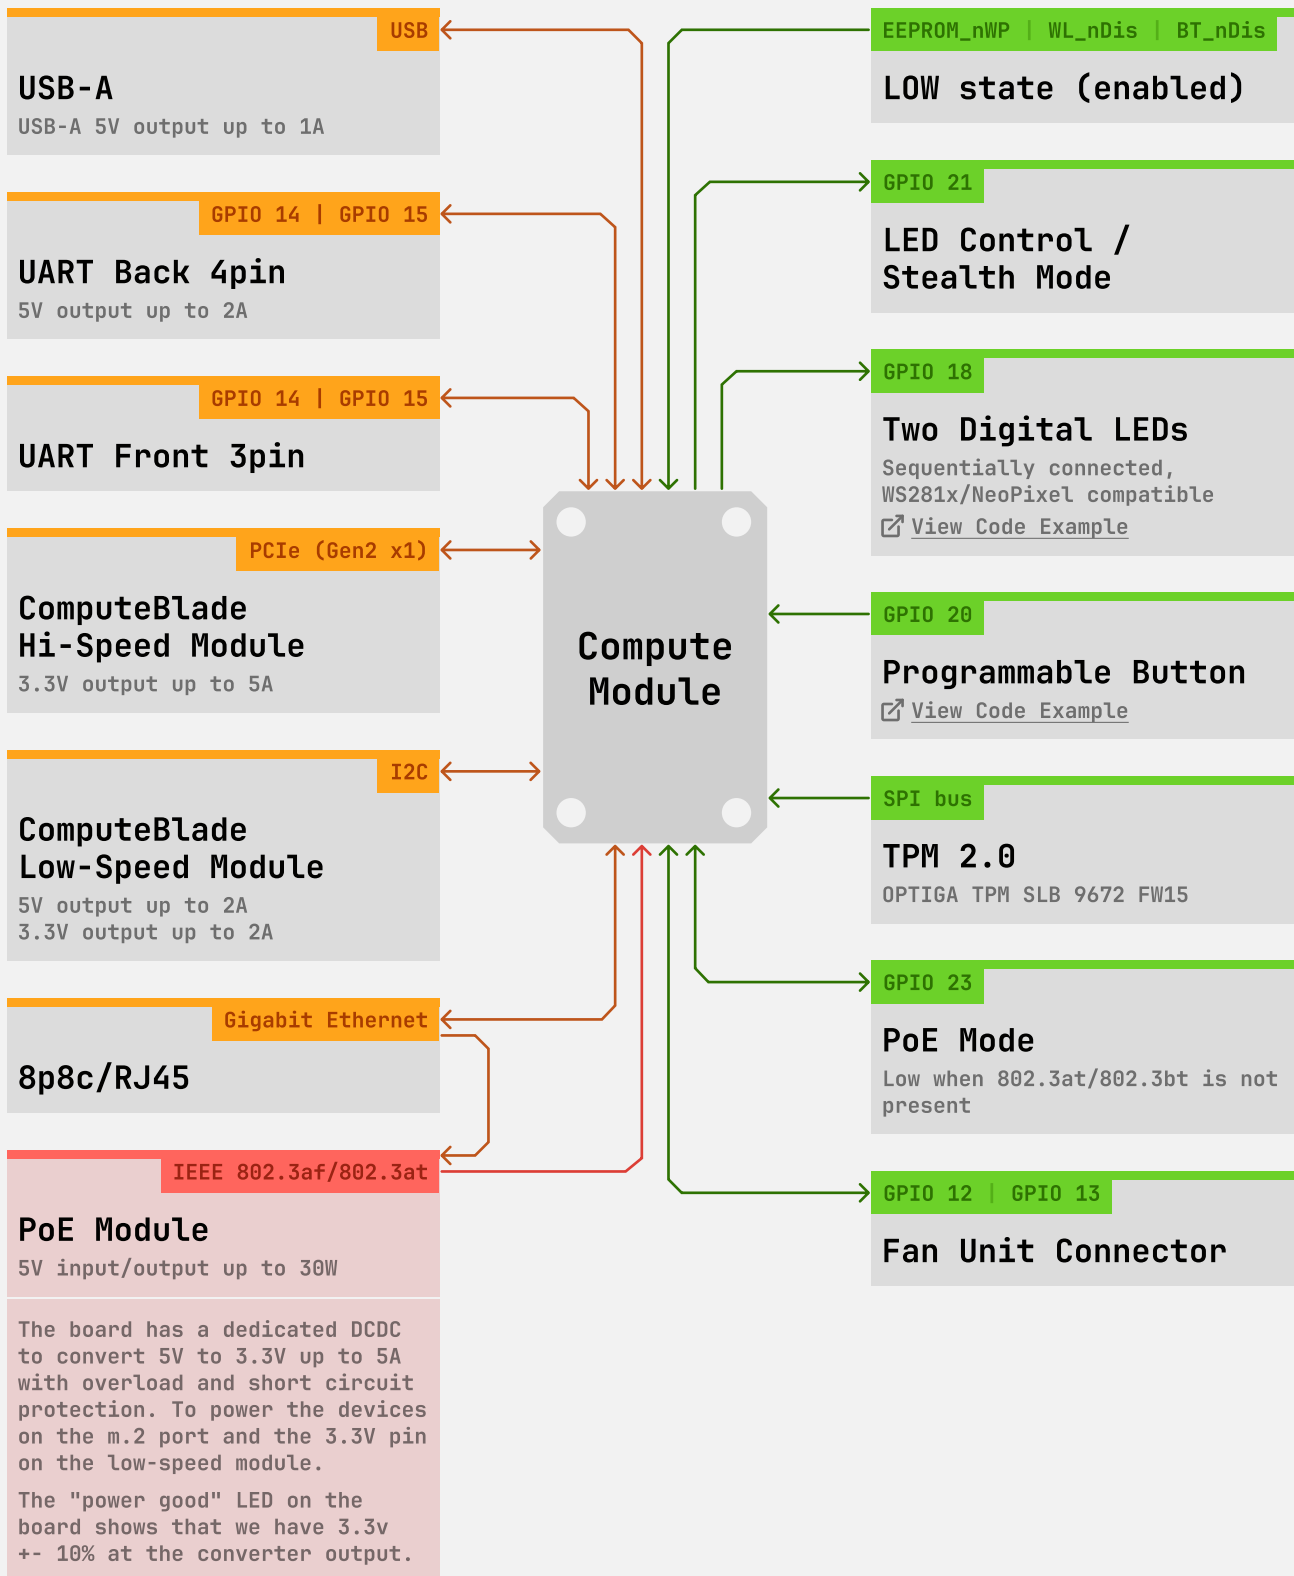 USB
USB-A
USB-A 5V output up to 1A
GPIO 14 | GPIO 15
UART Back 4pin
5V output up to 2A
GPIO 14 | GPIO 15
UART Front 3pin
PCIe (Gen2 x1)
ComputeBlade
Hi-Speed Module
3.3V output up to 5A
I2C
ComputeBlade
Low-Speed Module
5V output up to 2A
3.3V output up to 2A
Gigabit Ethernet
8p8c/RJ45
IEEE 802.3af/802.3at
PoE Module
5V input/output up to 30W
The board has a dedicated DCDC
to convert 5V to 3.3V up to 5A
with overload and short circuit
protection. To power the devices
on the m.2 port and the 3.3V pin
on the low-speed module.
The "power good" LED on the
board shows that we have 3.3v
+- 10% at the converter output.
Compute
Module
EEPROM_nWP | WL_nDis | BT_nDis
LOW state (enabled)
GPIO 21
LED Control /
Stealth Mode
GPIO 18
Two Digital LEDs
Sequentially connected,
WS281x/NeoPixel compatible
View Code Example
GPIO 20
Programmable Button
View Code Example
SPI bus
TPM 2.0
OPTIGA TPM SLB 9672 FW15
GPIO 23
PoE Mode
Low when 802.3at/802.3bt is not
present
GPIO 12 | GPIO 13
Fan Unit Connector